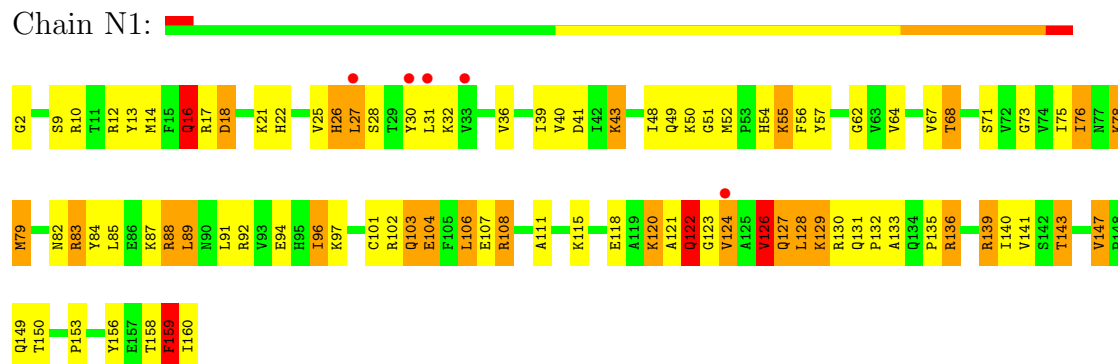 Chain N1:
G2 S9 R10 T11 R12 Y13 M14 F15 Q16 R17 D18 K21 H22 V25 H26 L27 S28 T29 Y30 L31 K32 V33 V36 I39 V40 D41 I42 K43 I48 Q49 K50 G51 M52 P53 H54 K55 F56 Y57 G62 V63 V64 V67 T68 S71 V72 G73 V74 I75 I76 N77 K78
M79 N82 R83 Y84 L85 E86 K87 R88 L89 N90 L91 R92 V93 E94 H95 I96 K97 C101 R102 Q103 E104 F105 L106 E107 R108 A111 K115 E118 A119 K120 A121 Q122 G123 V124 A125 V126 Q127 L128 K129 R130 Q131 P132 A133 Q134 P135 R136 R139 I140 V141 S142 T143 V147
Q149 T150 P153 Y156 E157 T158 F159 I160